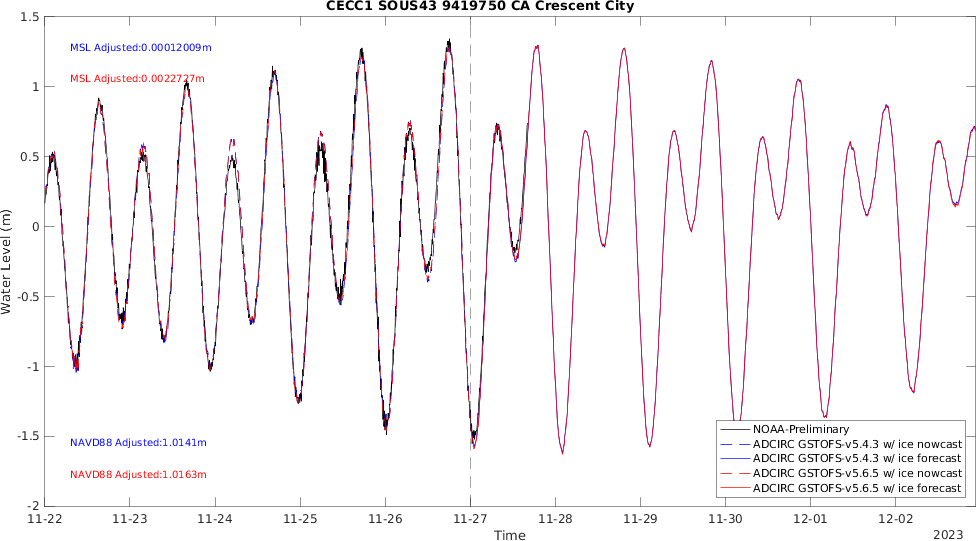 CECC1 SOUS43 9419750 CA Crescent City
1.5
1
0.5
0
-0.5
-1
-1.5
-2
Water Level (m)
MSL Adjusted:0.00012009m
MSL Adjusted:0.0022727m
NAVD88 Adjusted:1.0141m
NAVD88 Adjusted:1.0163m
NOAA-Preliminary
ADCIRC GSTOFS-v5.4.3 w/ ice nowcast
ADCIRC GSTOFS-v5.4.3 w/ ice forecast
ADCIRC GSTOFS-v5.6.5 w/ ice nowcast
ADCIRC GSTOFS-v5.6.5 w/ ice forecast
11-22 11-23 11-24 11-25 11-26 11-27 11-28 11-29 11-30 12-01 12-02
Time
2023